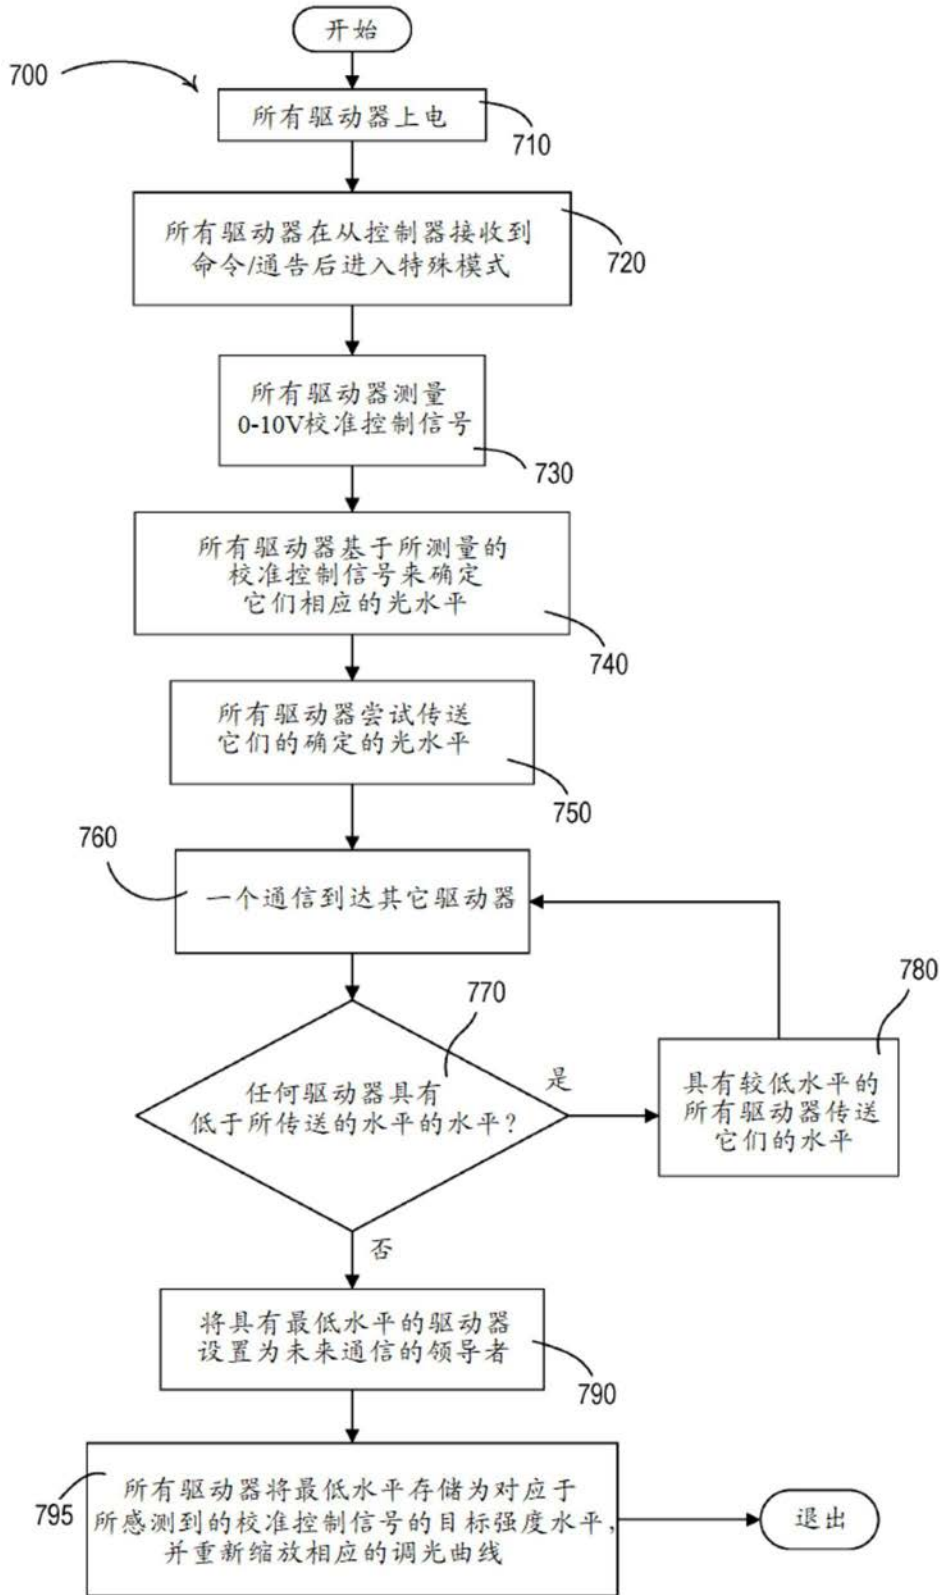 开始
700
所有驱动器上电
710
所有驱动器在从控制器接收到
命令/通告后进入特殊模式
720
所有驱动器测量
0-10V校准控制信号
730
所有驱动器基于所测量的
校准控制信号来确定
它们相应的光水平
740
所有驱动器尝试传送
它们的确定的光水平
750
760
一个通信到达其它驱动器
770
任何驱动器具有
低于所传送的水平的水平?
是
780
具有较低水平的
所有驱动器传送
它们的水平
否
将具有最低水平的驱动器
设置为未来通信的领导者
790
795
所有驱动器将最低水平存储为对应于
所感测到的校准控制信号的目标强度水平,
并重新缩放相应的调光曲线
退出